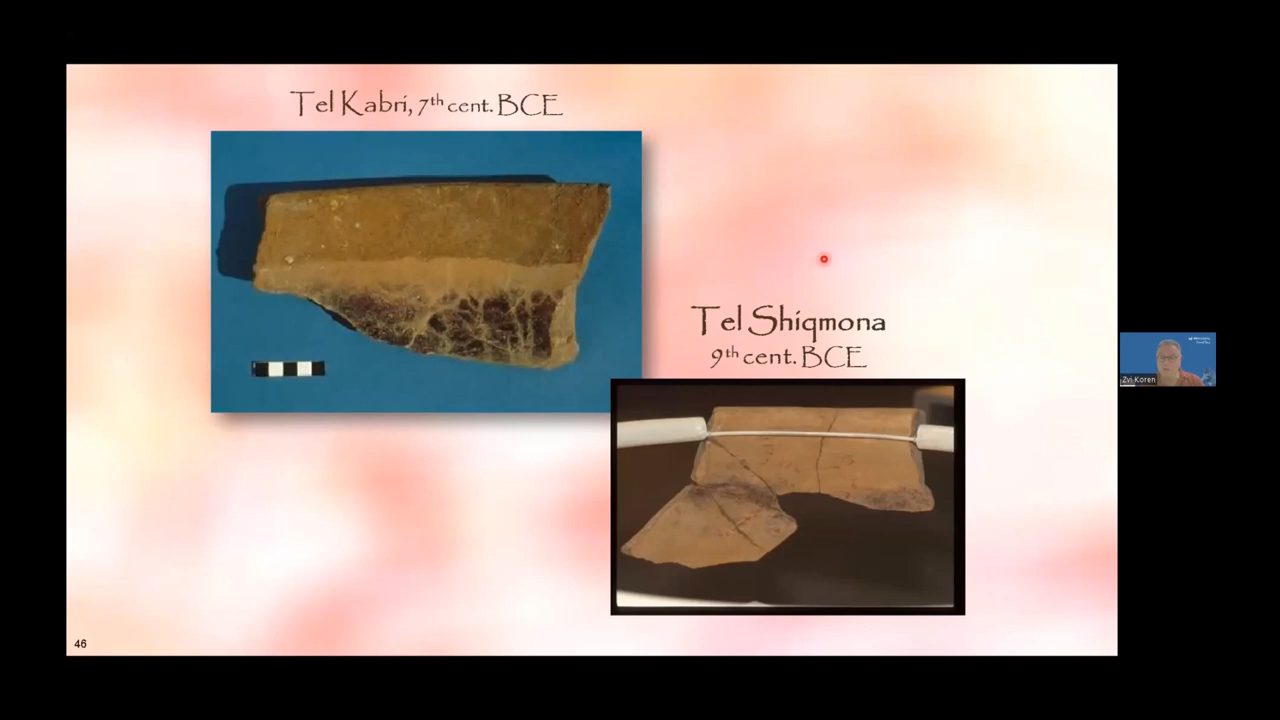 Tel Kabri, 7th cent. BCE
Tel Shiqmona
9th cent. BCE
Zvi Koren
46